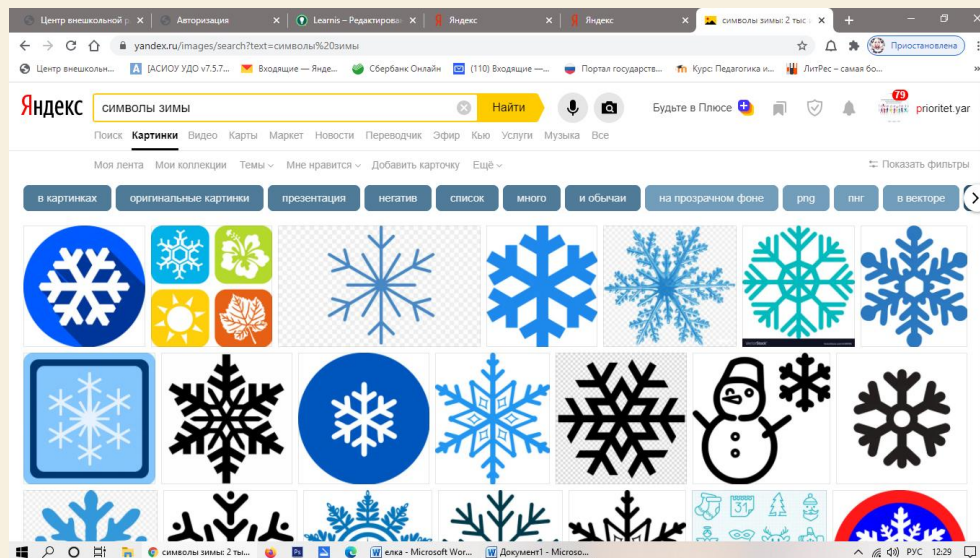 Центр внешкольной р
Авторизация
Learnis – Редактирован
Яндекс
Яндекс
символы зимы: 2 тыс
yandex.ru/images/search?text=символы%20зимы
Приостановлена
Центр внешкольн...
[АСИОУ УДО v7.5.7...
Входящие — Янде...
Сбербанк Онлайн
(110) Входящие —...
Портал государств...
Курс: Педагогика и...
ЛитРес – самая бо...
Яндекс
символы зимы
Найти
Будьте в Плюсе
79
prioritet.yar
Поиск Картинки Видео Карты Маркет Новости Переводчик Эфир Кью Услуги Музыка Все
Моя лента Мои коллекции Темы Мне нравится Добавить карточку Ещё
Показать фильтры
в картинках
оригинальные картинки
презентация
негатив
список
много
и обычаи
на прозрачном фоне
png
пнг
в векторе
31
символы зимы: 2 ты...
елка - Microsoft Wor...
Документ1 - Microso...
РУС
12:29